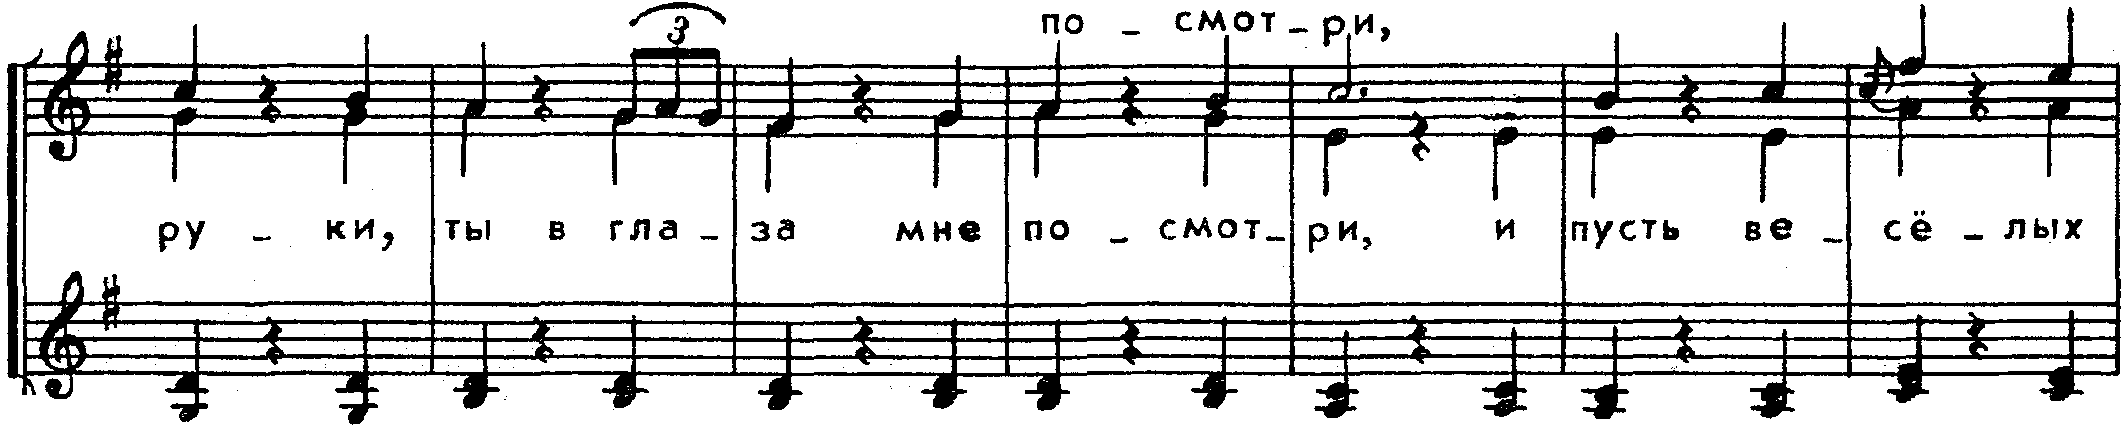 по _ смот _ ри,
3
ру _ ки, ты в гла _ за мне по _ смот _ ри, и пусть ве _ сё _ лых